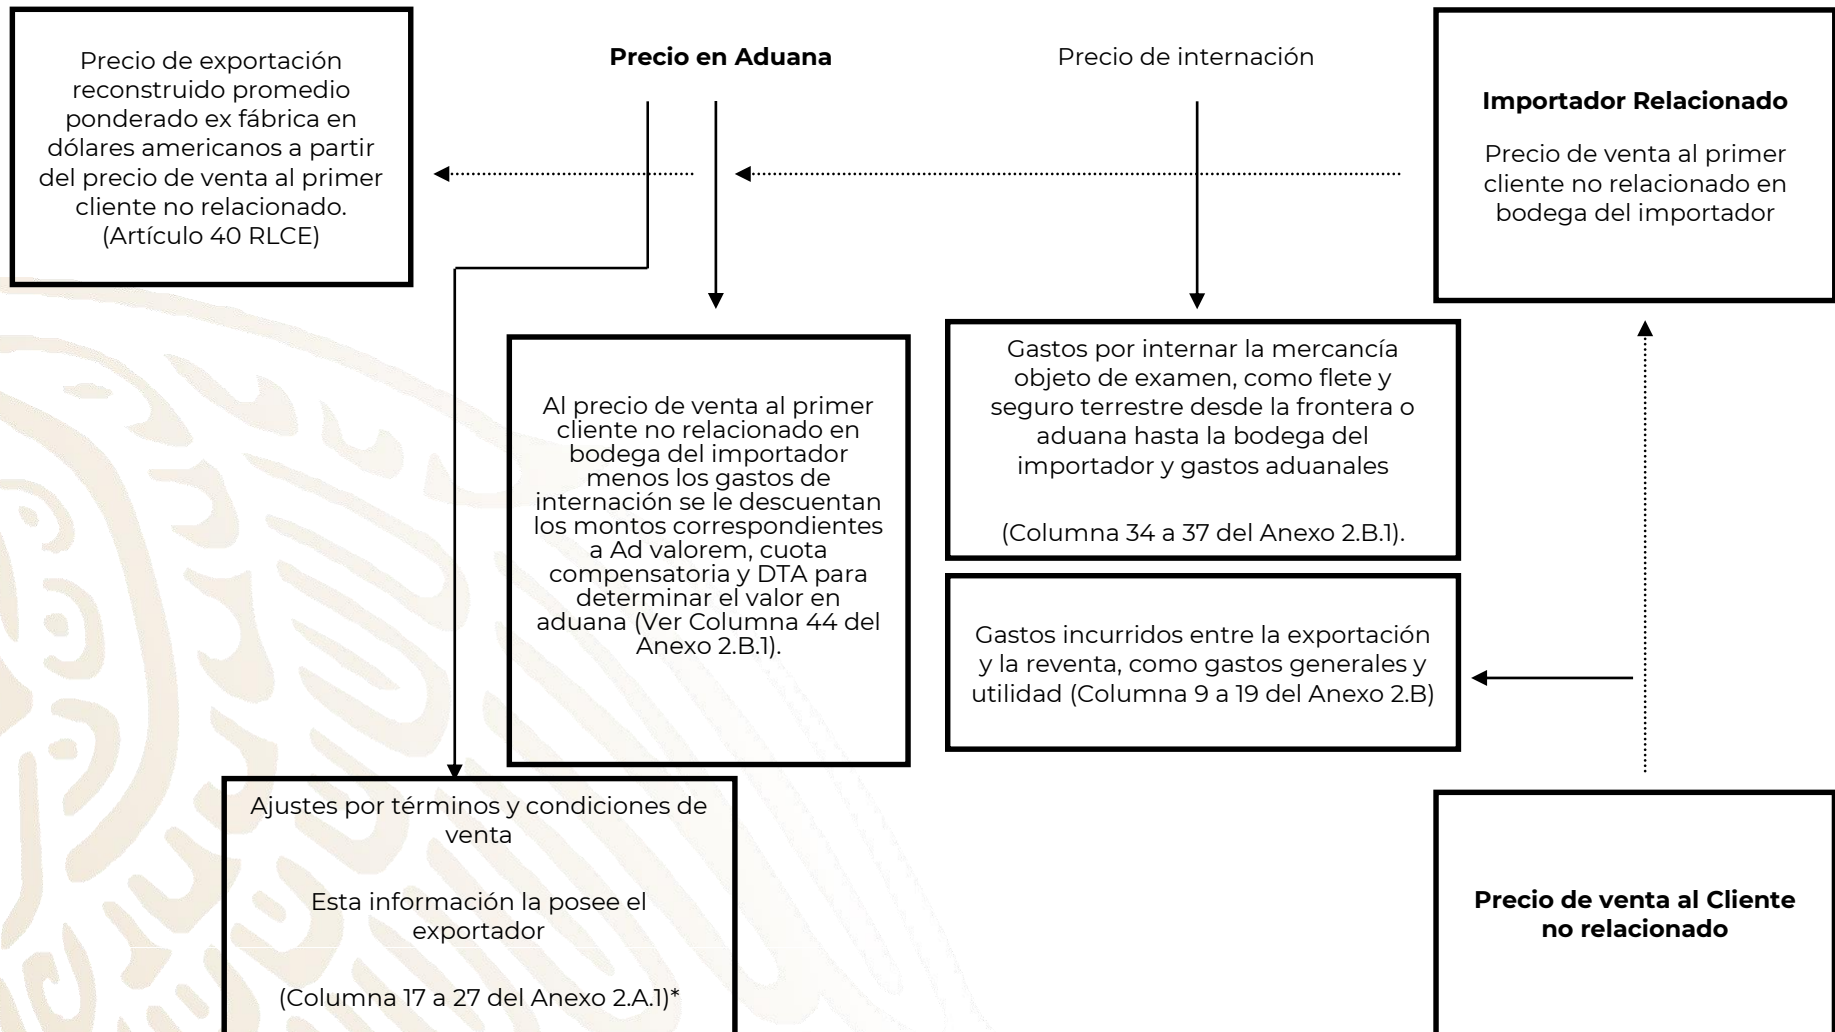 Precio de exportación
reconstruido promedio
ponderado ex fábrica en
dólares americanos a partir
del precio de venta al primer
cliente no relacionado.
(Artículo 40 RLCE)
Precio en Aduana
Precio de internación
Importador Relacionado
Precio de venta al primer
cliente no relacionado en
bodega del importador
Al precio de venta al primer
cliente no relacionado en
bodega del importador
menos los gastos de
internación se le descuentan
los montos correspondientes
a Ad valorem, cuota
compensatoria y DTA para
determinar el valor en
aduana (Ver Columna 44 del
Anexo 2.B.1).
Gastos por internar la mercancía
objeto de examen, como flete y
seguro terrestre desde la frontera o
aduana hasta la bodega del
importador y gastos aduanales
(Columna 34 a 37 del Anexo 2.B.1).
Gastos incurridos entre la exportación
y la reventa, como gastos generales y
utilidad (Columna 9 a 19 del Anexo 2.B)
Ajustes por términos y condiciones de
venta
Esta información la posee el
exportador
(Columna 17 a 27 del Anexo 2.A.1)*
Precio de venta al Cliente
no relacionado